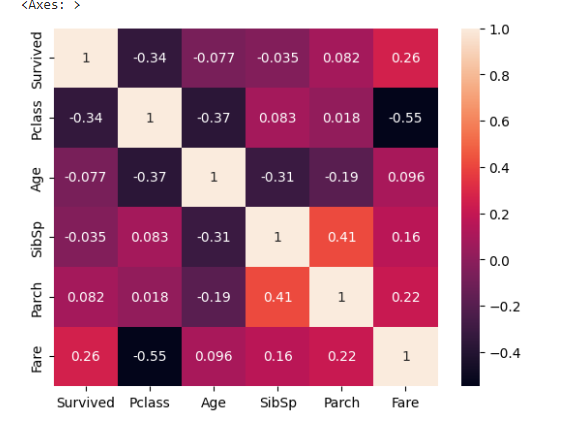 <Axes: >
Survived 1 -0.34 -0.077 -0.035 0.082 0.26
Pclass -0.34 1 -0.37 0.083 0.018 -0.55
Age -0.077 -0.37 1 -0.31 -0.19 0.096
SibSp -0.035 0.083 -0.31 1 0.41 0.16
Parch 0.082 0.018 -0.19 0.41 1 0.22
Fare 0.26 -0.55 0.096 0.16 0.22 1
Survived Pclass Age SibSp Parch Fare
1.0
0.8
0.6
0.4
0.2
0.0
−0.2
−0.4